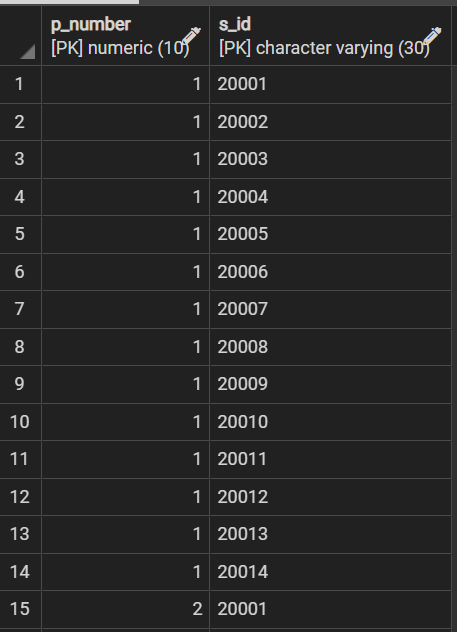 p_number s_id
[PK] numeric (10) [PK] character varying (30)
1 1 20001
2 1 20002
3 1 20003
4 1 20004
5 1 20005
6 1 20006
7 1 20007
8 1 20008
9 1 20009
10 1 20010
11 1 20011
12 1 20012
13 1 20013
14 1 20014
15 2 20001